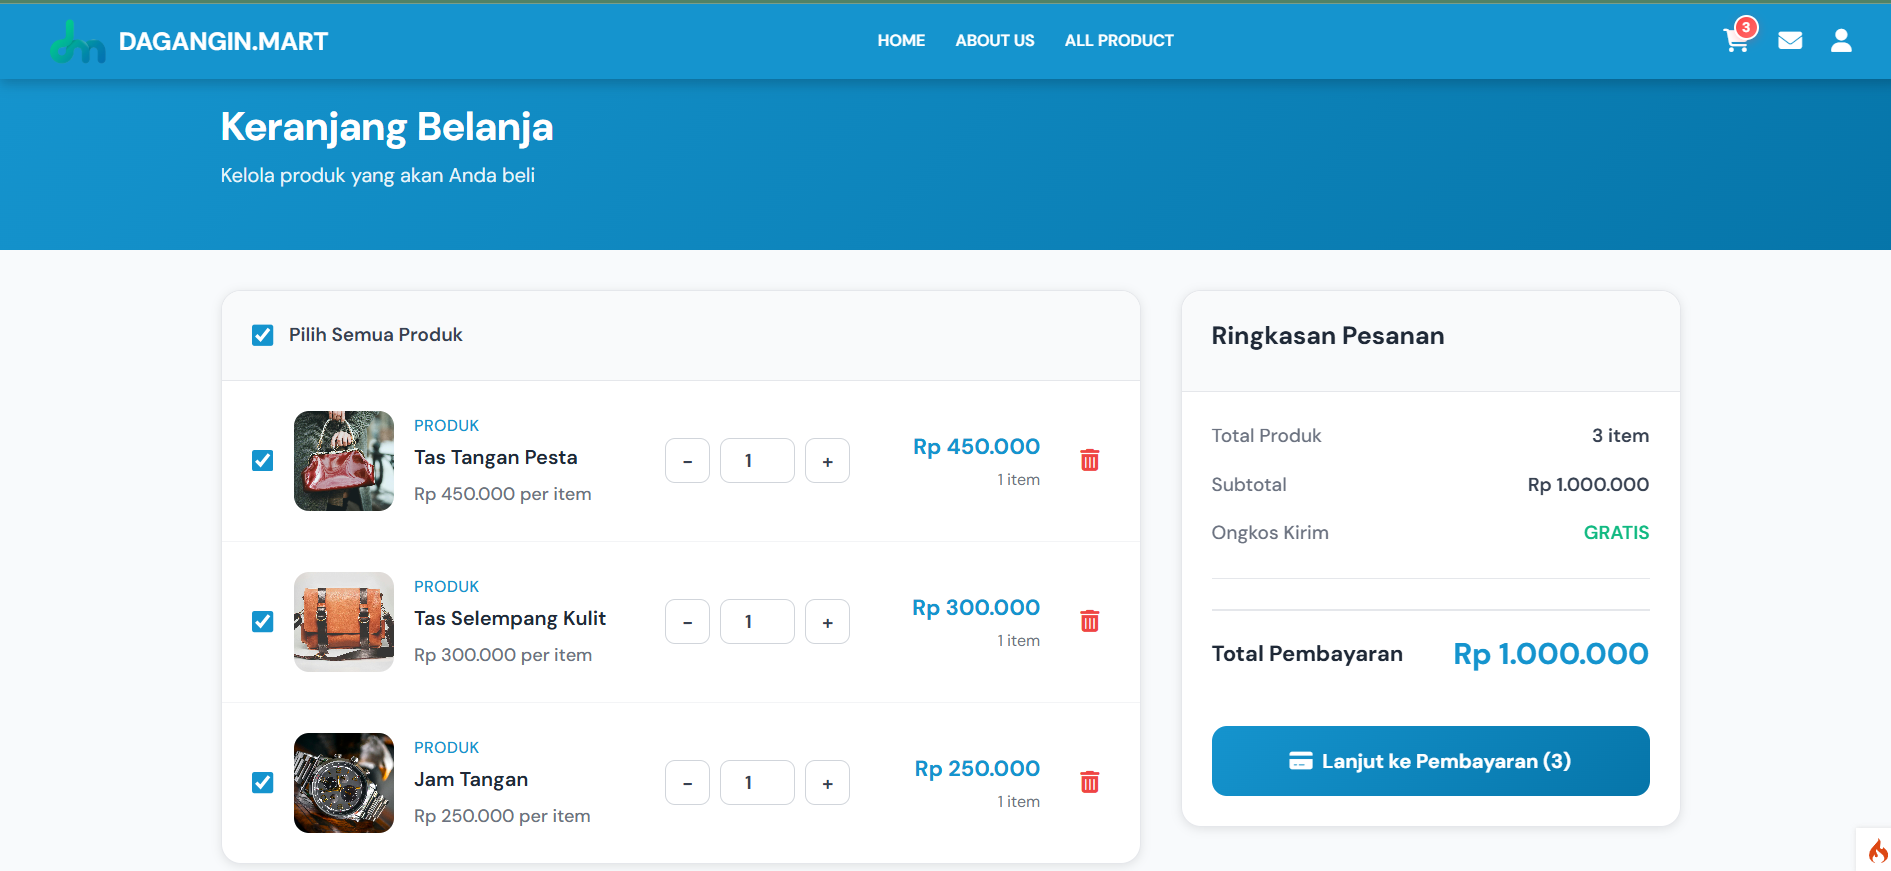 DAGANGIN.MART
HOME ABOUT US ALL PRODUCT
3
Keranjang Belanja
Kelola produk yang akan Anda beli
Pilih Semua Produk
PRODUK
Tas Tangan Pesta
Rp 450.000 per item
- 1 +
Rp 450.000
1 item
PRODUK
Tas Selempang Kulit
Rp 300.000 per item
- 1 +
Rp 300.000
1 item
PRODUK
Jam Tangan
Rp 250.000 per item
- 1 +
Rp 250.000
1 item
Ringkasan Pesanan
Total Produk 3 item
Subtotal Rp 1.000.000
Ongkos Kirim GRATIS
Total Pembayaran Rp 1.000.000
Lanjut ke Pembayaran (3)